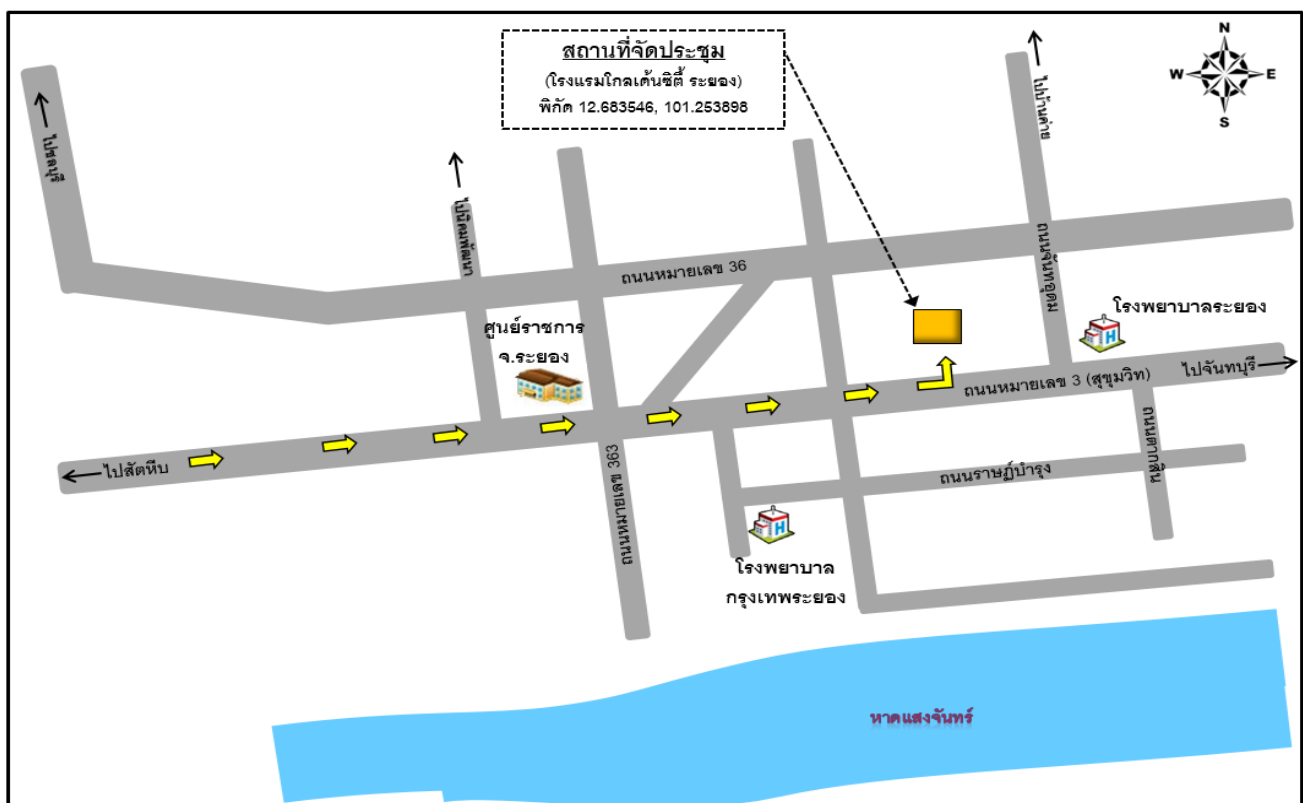 สถานที่จัดประชุม
(โรงแรมโกลเด้นซิตี้ ระยอง)
พิกัด 12.683546, 101.253898
N
W
E
S
ไปชลบุรี
ไปนิคมพัฒนา
ไปบ้านค่าย
ถนนหมายเลข 36
ถนนจันทอุดม
ศูนย์ราชการ
จ.ระยอง
โรงพยาบาลระยอง
H
ไปจันทบุรี
ถนนหมายเลข 3 (สุขุมวิท)
ไปสัตหีบ
ถนนหมายเลข 363
ถนนราษฎ์บำรุง
ถนนตากสิน
H
โรงพยาบาล
กรุงเทพระยอง
หาดแสงจันทร์